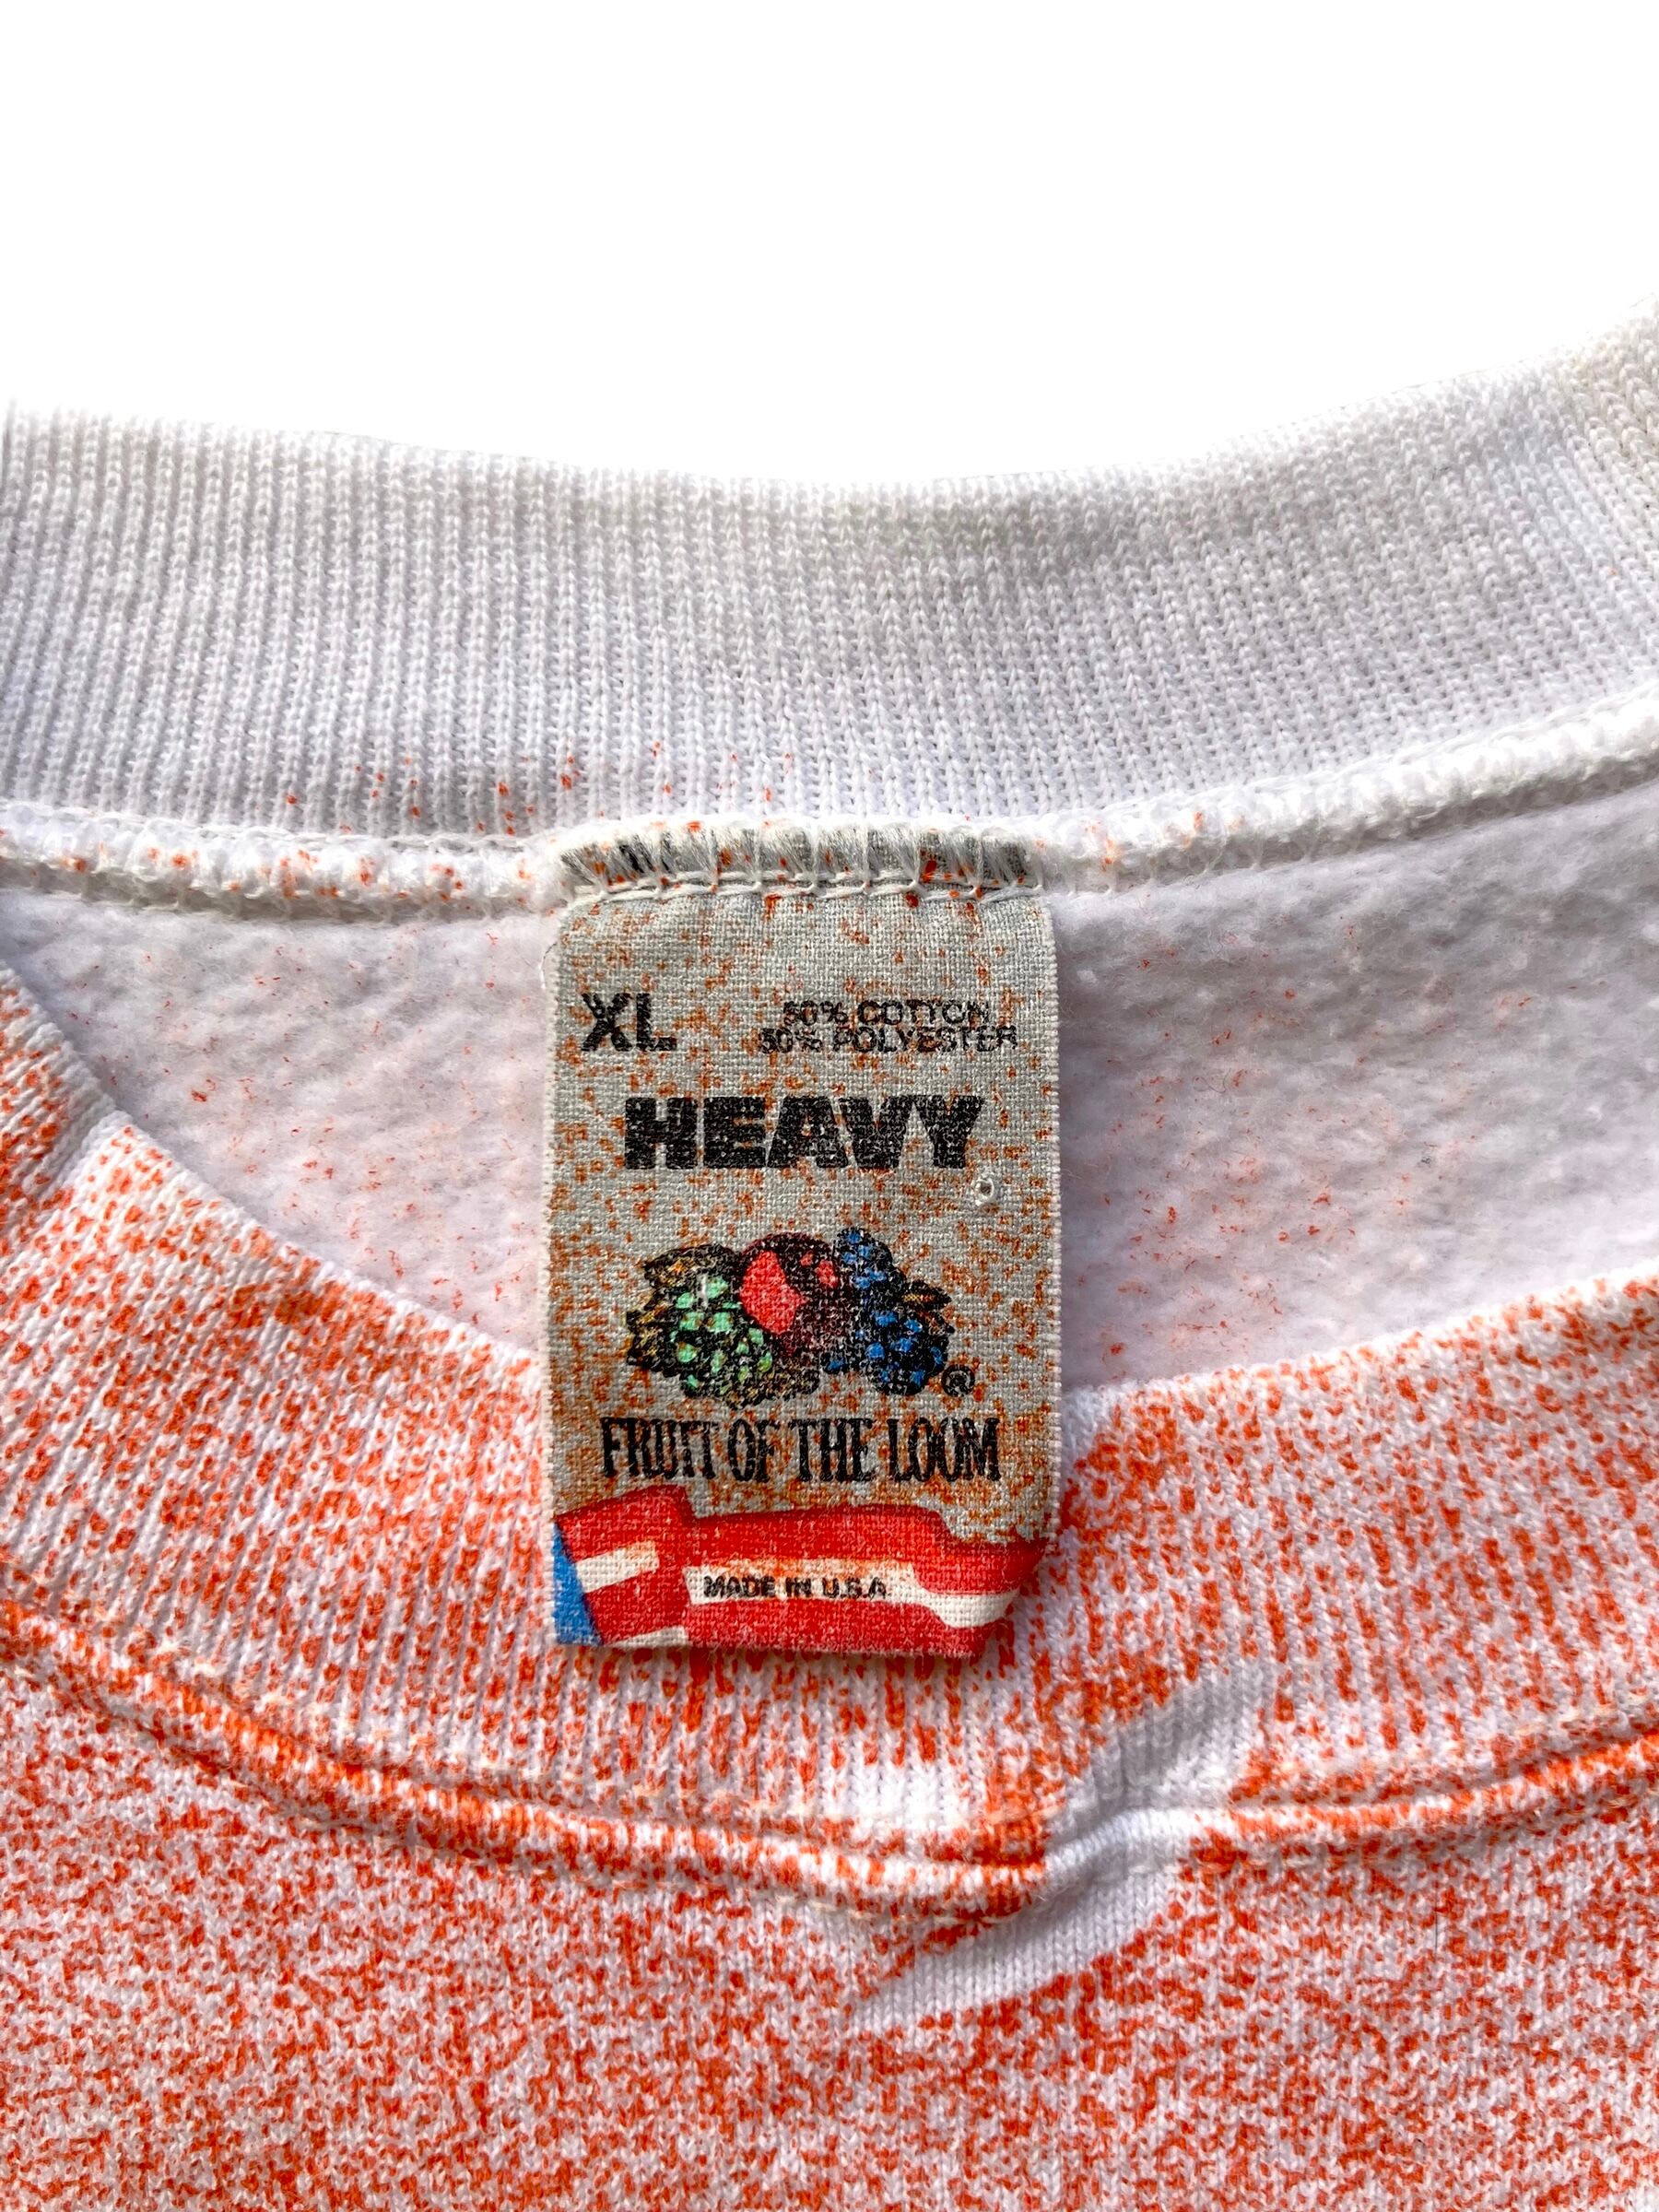 XL
50% COTTON
50% POLYESTER
HEAVY
®
FRUIT OF THE LOOM
MADE IN U.S.A